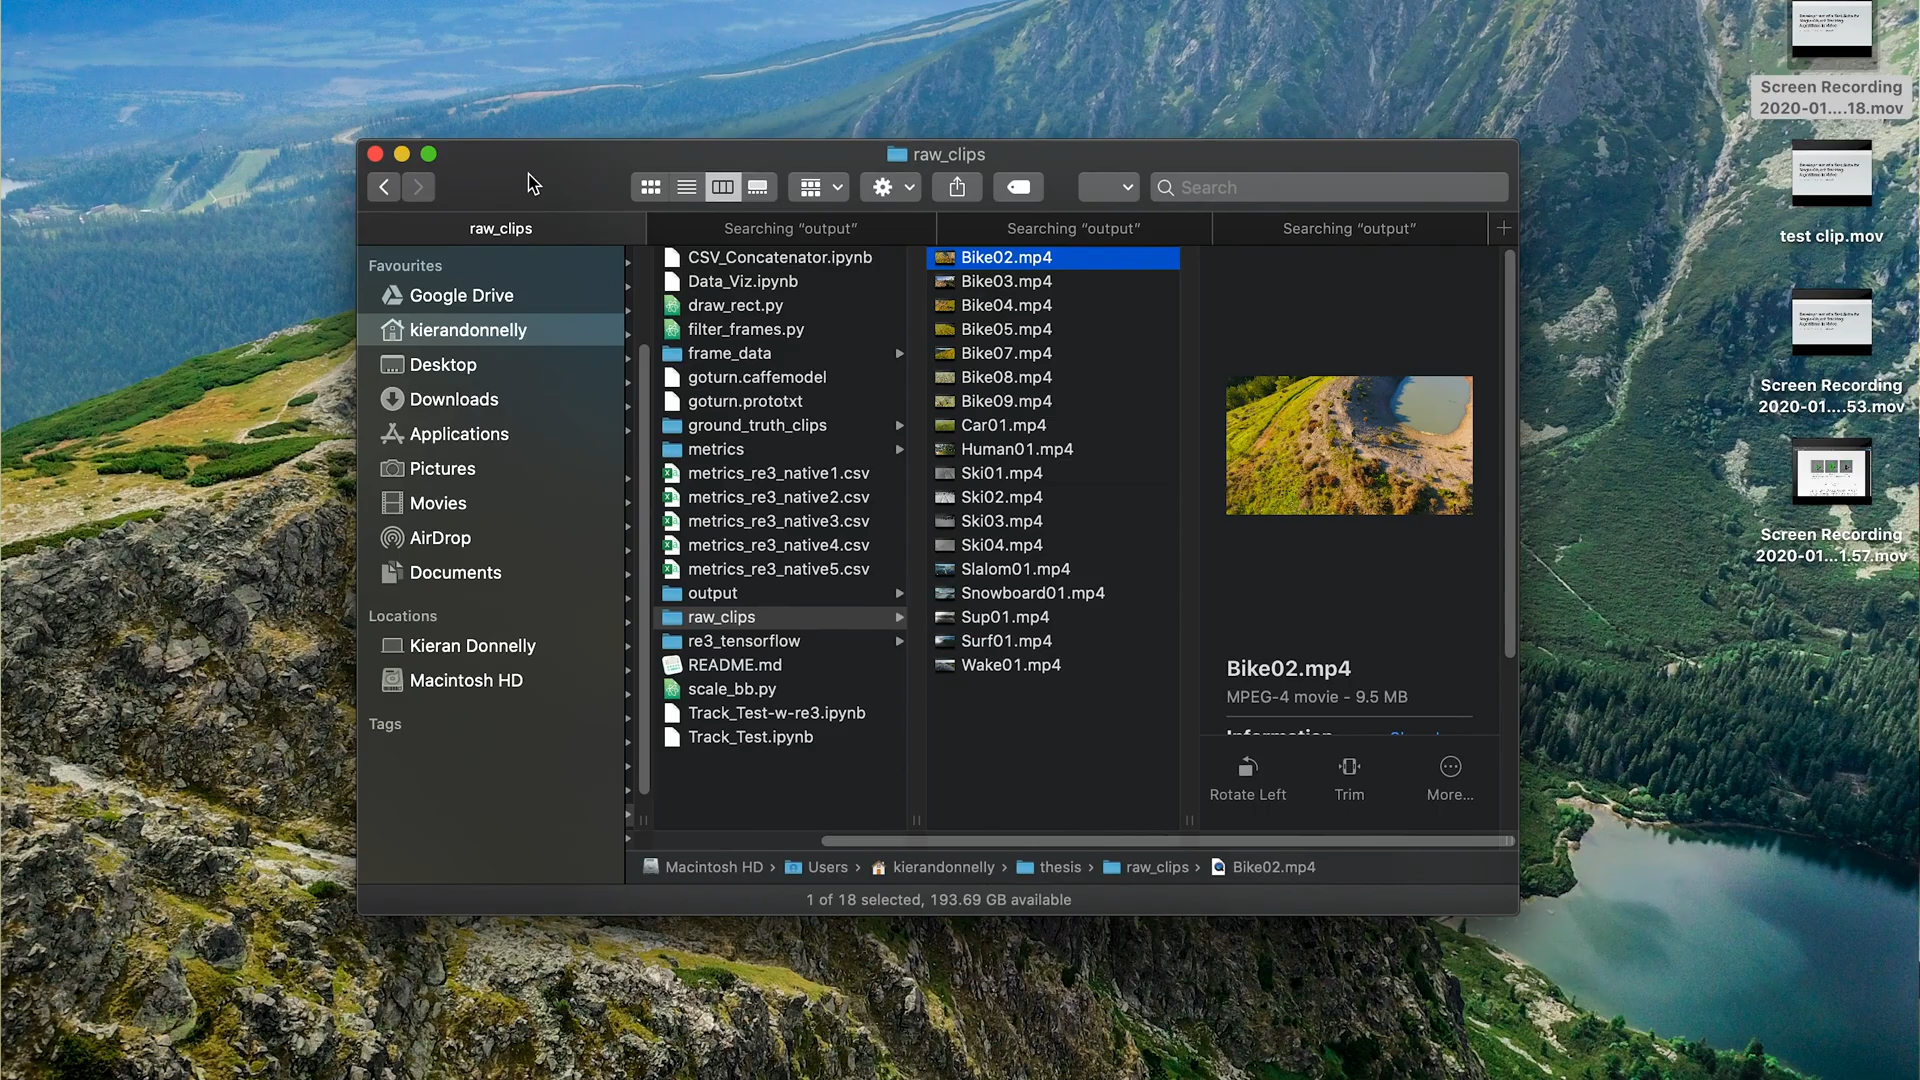 raw_clips
Search
raw_clips
Searching “output”
Searching “output”
Searching “output”
Favourites
Google Drive
kierandonnelly
Desktop
Downloads
Applications
Pictures
Movies
AirDrop
Documents
Locations
Kieran Donnelly
Macintosh HD
Tags
CSV_Concatenator.ipynb
Data_Viz.ipynb
draw_rect.py
filter_frames.py
frame_data
goturn.caffemodel
goturn.prototxt
ground_truth_clips
metrics
metrics_re3_native1.csv
metrics_re3_native2.csv
metrics_re3_native3.csv
metrics_re3_native4.csv
metrics_re3_native5.csv
output
raw_clips
re3_tensorflow
README.md
scale_bb.py
Track_Test-w-re3.ipynb
Track_Test.ipynb
Bike02.mp4
Bike03.mp4
Bike04.mp4
Bike05.mp4
Bike07.mp4
Bike08.mp4
Bike09.mp4
Car01.mp4
Human01.mp4
Ski01.mp4
Ski02.mp4
Ski03.mp4
Ski04.mp4
Slalom01.mp4
Snowboard01.mp4
Sup01.mp4
Surf01.mp4
Wake01.mp4
Bike02.mp4
MPEG-4 movie - 9.5 MB
Information
Rotate Left
Trim
More...
Macintosh HD › Users › kierandonnelly › thesis › raw_clips › Bike02.mp4
1 of 18 selected, 193.69 GB available
Screen Recording
2020-01....18.mov
test clip.mov
Screen Recording
2020-01....53.mov
Screen Recording
2020-01...1.57.mov